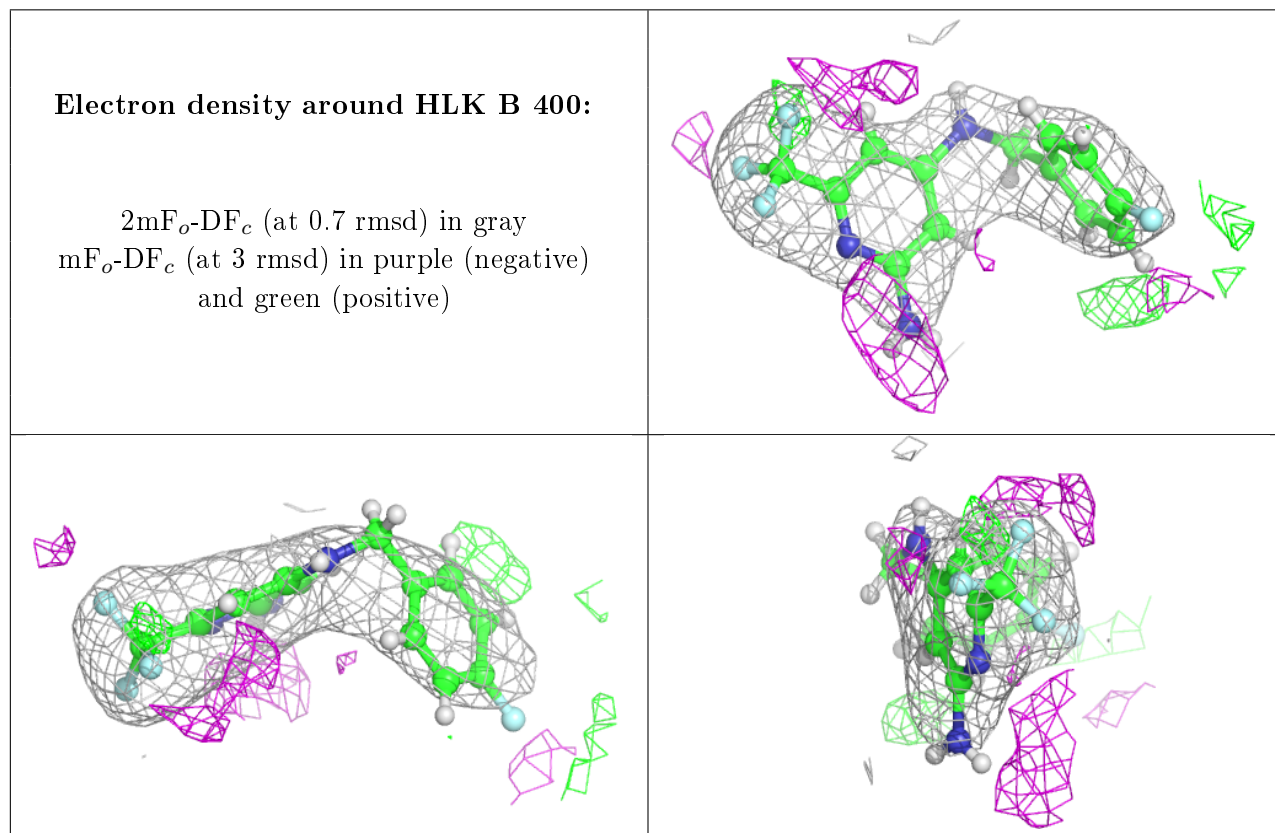 Electron density around HLK B 400:
2mFo-DFc (at 0.7 rmsd) in gray
mFo-DFc (at 3 rmsd) in purple (negative)
and green (positive)